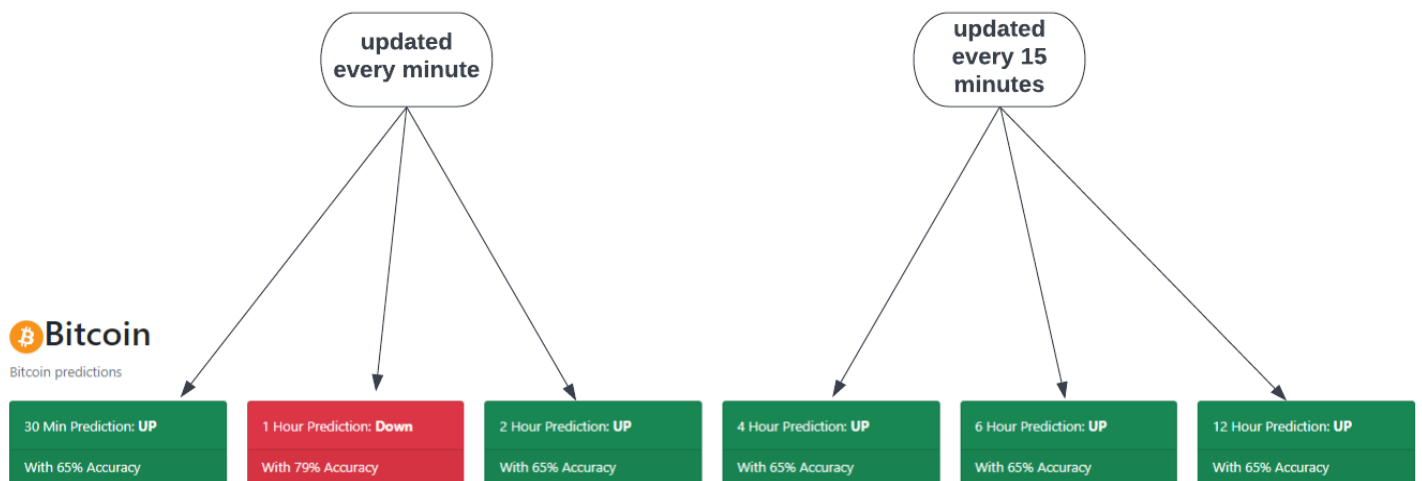 updated
every minute
updated
every 15
minutes
Bitcoin
Bitcoin predictions
30 Min Prediction: UP
With 65% Accuracy
1 Hour Prediction: Down
With 79% Accuracy
2 Hour Prediction: UP
With 65% Accuracy
4 Hour Prediction: UP
With 65% Accuracy
6 Hour Prediction: UP
With 65% Accuracy
12 Hour Prediction: UP
With 65% Accuracy